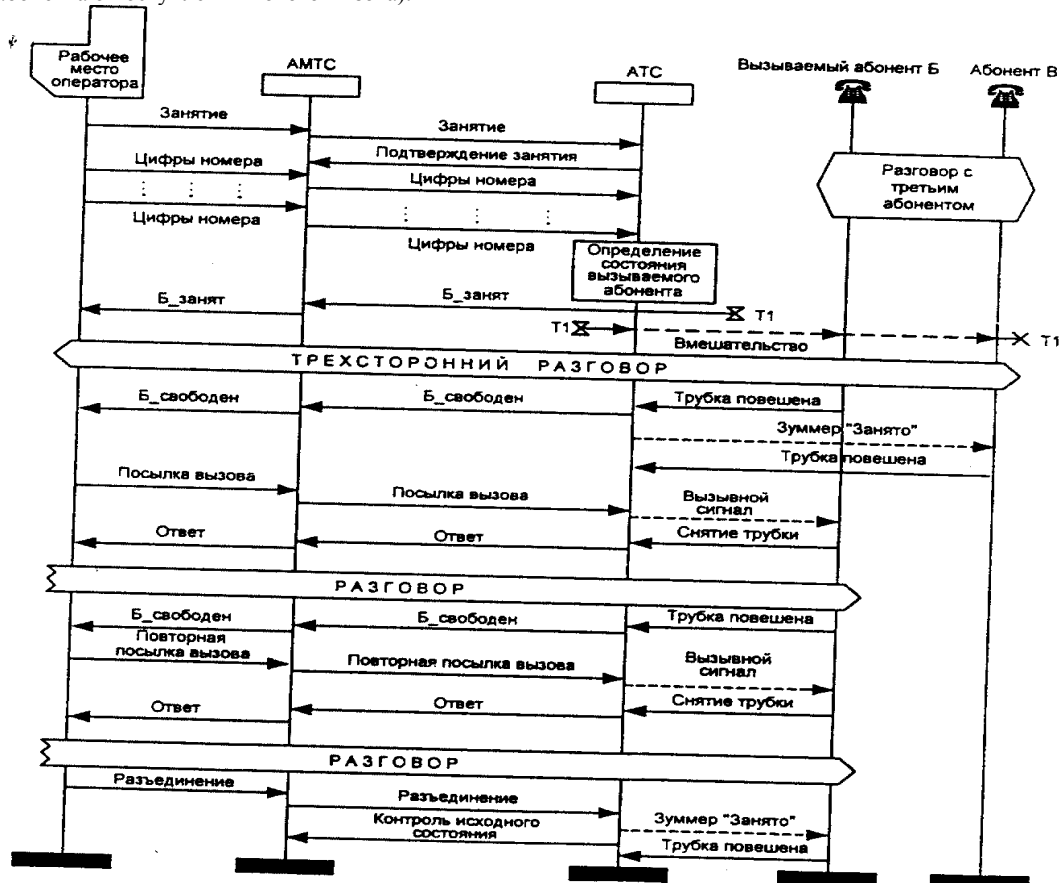 Рабочее
место
оператора
АМТС
АТС
Вызываемый абонент Б
Абонент В
Занятие
Занятие
Подтверждение занятия
Цифры номера
Цифры номера
Разговор с
третьим
абонентом
Цифры номера
Цифры номера
Определение
состояния
вызываемого
абонента
Б_занят
Б_занят
Т1
Т1
Вмешательство
Т1
ТРЕХСТОРОННИЙ РАЗГОВОР
Б_свободен
Б_свободен
Трубка повешена
Зуммер "Занято"
Трубка повешена
Посылка вызова
Посылка вызова
Вызывной
сигнал
Ответ
Ответ
Снятие трубки
РАЗГОВОР
Б_свободен
Б_свободен
Трубка повешена
Повторная
посылка вызова
Повторная посылка вызова
Вызывной
сигнал
Ответ
Ответ
Снятие трубки
РАЗГОВОР
Разъединение
Разъединение
Контроль исходного
состояния
Зуммер "Занято"
Трубка повешена